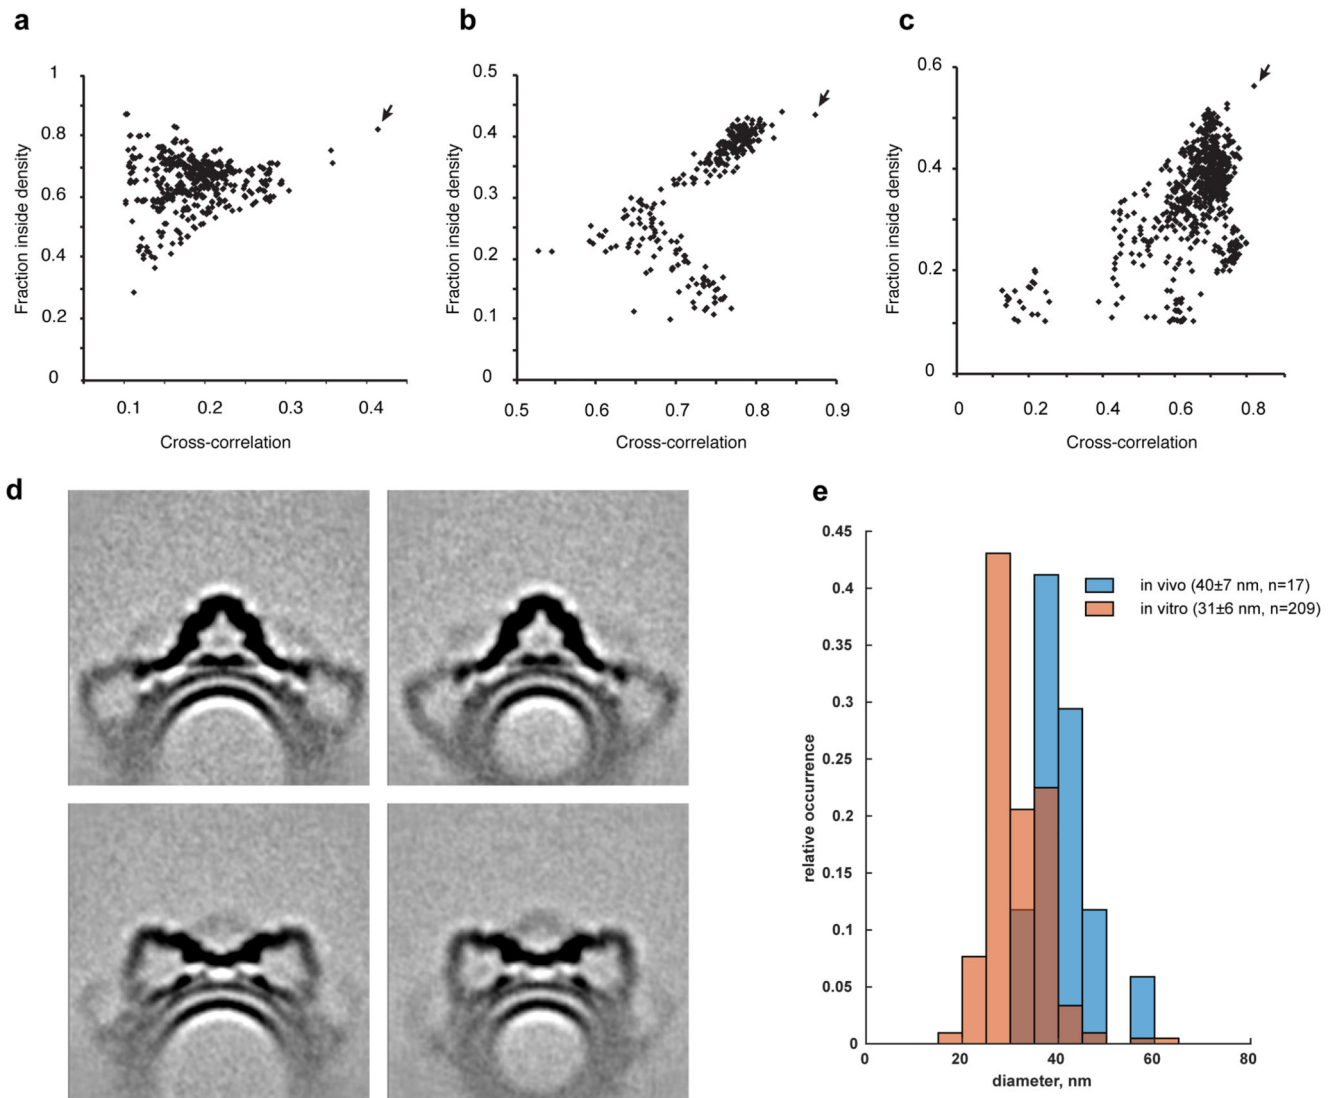 a
1
0.8
0.6
0.4
0.2
0
Fraction inside density
0.1 0.2 0.3 0.4
Cross-correlation
b
0.5
0.4
0.3
0.2
0.1
0
Fraction inside density
0.5 0.6 0.7 0.8 0.9
Cross-correlation
c
0.6
0.4
0.2
0
Fraction inside density
0 0.2 0.4 0.6 0.8
Cross-correlation
d
e
0.45
0.4
0.35
0.3
0.25
0.2
0.15
0.1
0.05
0
relative occurrence
in vivo (40±7 nm, n=17)
in vitro (31±6 nm, n=209)
0 20 40 60 80
diameter, nm